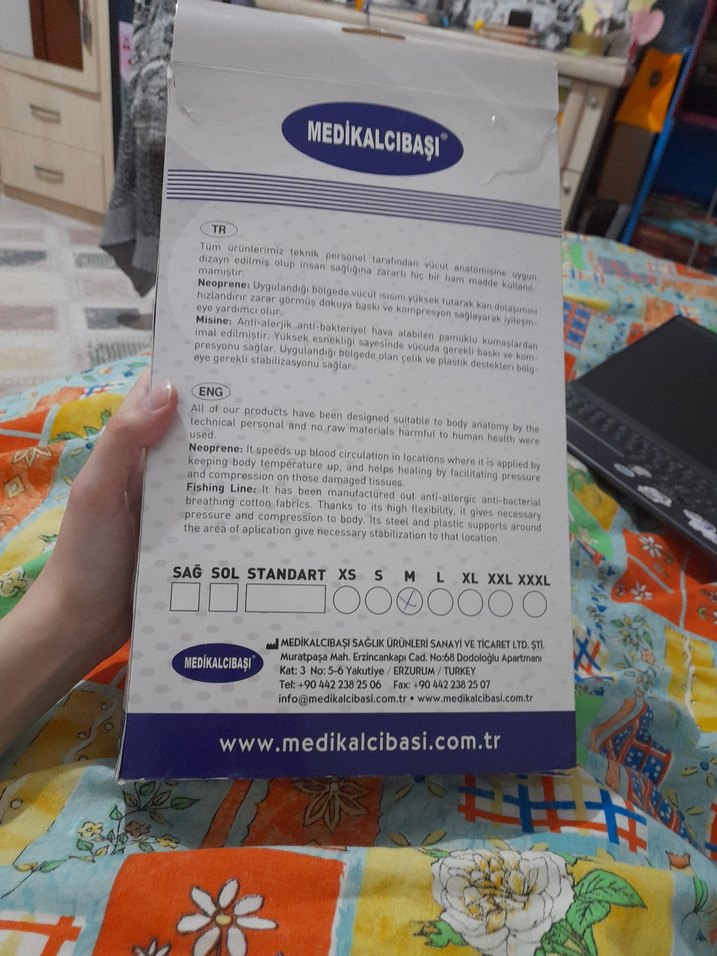 MEDİKALCIBAŞI®
TR
Tüm ürünlerimiz teknik personel tarafından vücut anatomisine uygun
dizayn edilmiş olup insan sağlığına zararlı hiç bir ham madde kullanıl-
mamıştır.
Neoprene: Uygulandığı bölgede vücut ısısını yüksek tutarak kan dolaşımını
hızlandırır zarar görmüş dokuya baskı ve kompresyon sağlayarak iyileşm-
eye yardımcı olur.
Misine: Anti-alerjik anti-bakteriyel hava alabilen pamuklu kumaşlardan
imal edilmiştir. Yüksek esnekliği sayesinde vücuda gerekli baskı ve kom-
presyonu sağlar. Uygulandığı bölgede plan çelik ve plastik destekleri bölg-
eye gerekli stabilizasyonu sağlar.
ENG
All of our products have been designed suitable to body anatomy by the
technical personal and no raw materials harmful to human health were
used.
Neoprene: It speeds up blood circulation in locations where it is applied by
keeping body temperature up, and helps healing by facilitating pressure
and compression on those damaged tissues.
Fishing Line: It has been manufactured out anti-allergic anti-bacterial
breathing cotton fabrics. Thanks to its high flexibility, it gives necessary
pressure and compression to body. Its steel and plastic supports around
the area of aplication give necessary stabilization to that location.
SAĞ SOL STANDART XS S M L XL XXL XXXL
MEDİKALCIBAŞI SAĞLIK ÜRÜNLERİ SANAYİ VE TİCARET LTD. ŞTİ.
Muratpaşa Mah. Erzincankapı Cad. No:68 Dodoloğlu Apartmanı
Kat: 3 No: 5-6 Yakutiye / ERZURUM / TURKEY
Tel: +90 442 238 25 06 Fax: +90 442 238 25 07
info@medikalcibasi.com.tr • www.medikalcibasi.com.tr
MEDİKALCIBAŞI®
www.medikalcibasi.com.tr